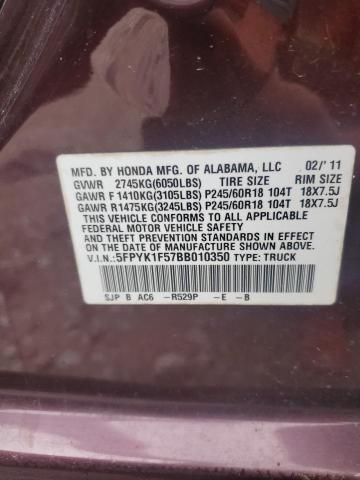 MFD. BY HONDA MFG. OF ALABAMA, LLC 02/'11
GVWR 2745KG(6050LBS) TIRE SIZE RIM SIZE
GAWR F 1410KG(3105LBS) P245/60R18 104T 18X7.5J
GAWR R1475KG(3245LBS) P245/60R18 104T 18X7.5J
THIS VEHICLE CONFORMS TO ALL APPLICABLE
FEDERAL MOTOR VEHICLE SAFETY
STANDARDS IN EFFECT ON THE
DATE OF MANUFACTURE SHOWN ABOVE.
V.I.N.:5FPYK1F57BB010350 TYPE: TRUCK
SJP B AC6 -R529P -E -B